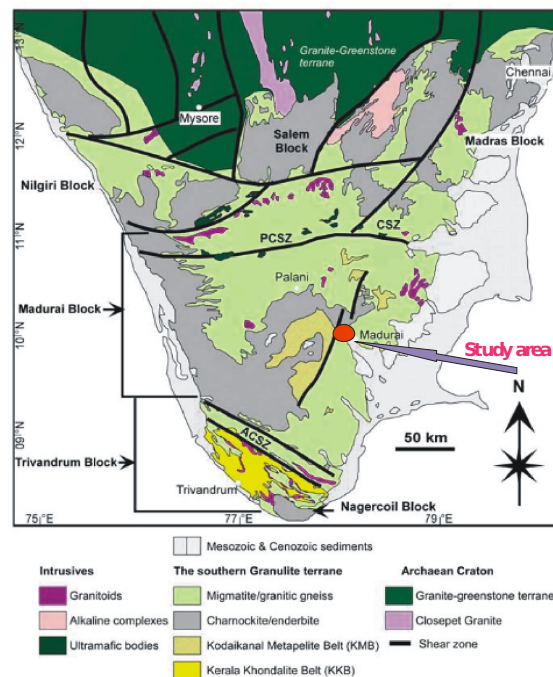 13°N
Granite-Greenstone
terrane
Chennai
Mysore
12°N
Salem
Block
Madras Block
Nilgiri Block
11°N
CSZ
PCSZ
Palani
Madurai Block
10°N
Madurai
Study area
N
09°N
ACSZ
50 km
Trivandrum Block
Trivandrum
Nagercoil Block
75°E
77°E
79°E
Mesozoic & Cenozoic sediments
Intrusives
The southern Granulite terrane
Archaean Craton
Granitoids
Migmatite/granitic gneiss
Granite-greenstone terrane
Alkaline complexes
Charnockite/enderbite
Closepet Granite
Ultramafic bodies
Kodaikanal Metapelite Belt (KMB)
Shear zone
Kerala Khondalite Belt (KKB)